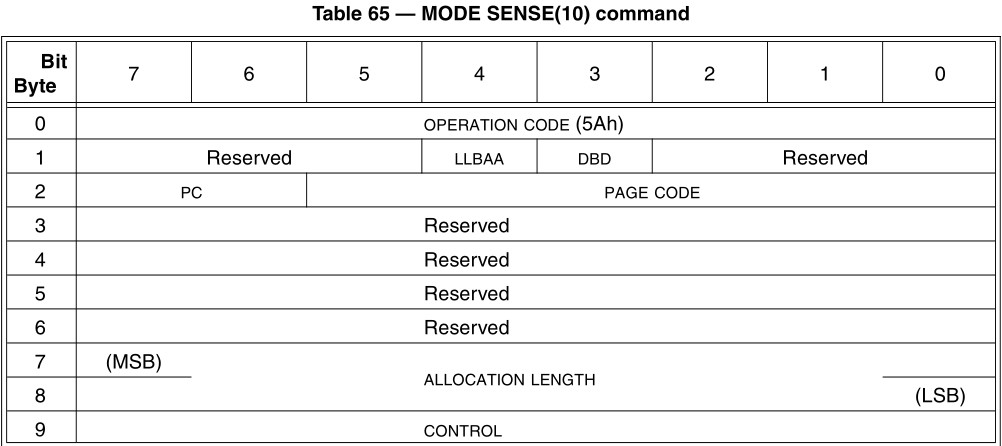 Table 65 — MODE SENSE(10) command
Bit
Byte 7 6 5 4 3 2 1 0
0 OPERATION CODE (5Ah)
1 Reserved LLBAA DBD Reserved
2 PC PAGE CODE
3 Reserved
4 Reserved
5 Reserved
6 Reserved
7 (MSB)
ALLOCATION LENGTH
8 (LSB)
9 CONTROL